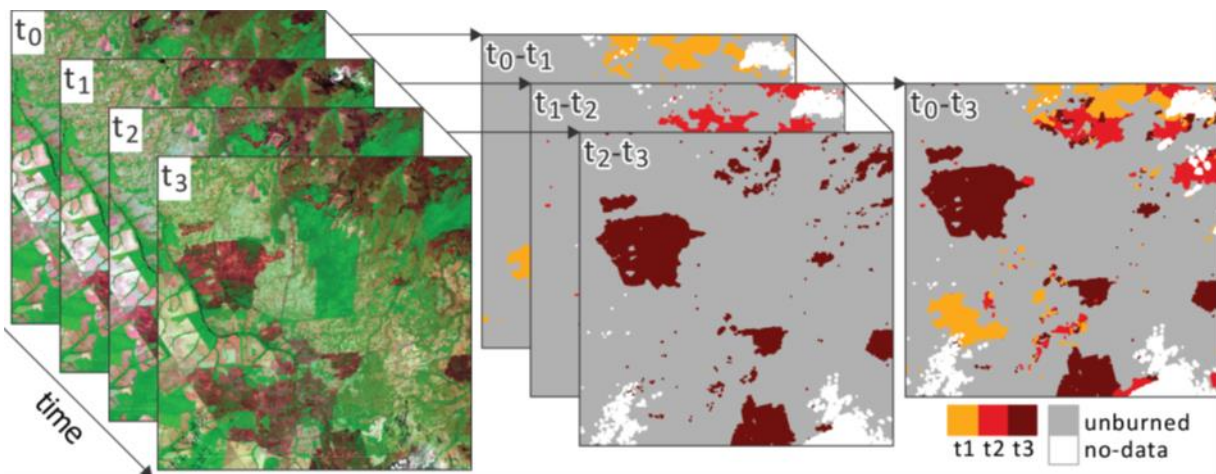 t0
t1
t2
t3
time
t0-t1
t1-t2
t2-t3
t0-t3
t1 t2 t3
unburned
no-data